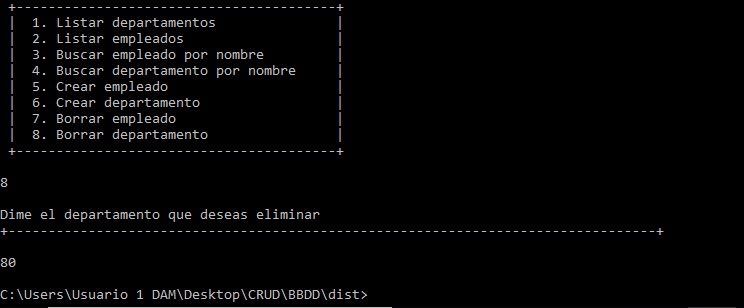 +----------------------------------------+
|  1. Listar departamentos               |
|  2. Listar empleados                   |
|  3. Buscar empleado por nombre         |
|  4. Buscar departamento por nombre     |
|  5. Crear empleado                     |
|  6. Crear departamento                 |
|  7. Borrar empleado                    |
|  8. Borrar departamento                |
+----------------------------------------+
8
Dime el departamento que deseas eliminar
+--------------------------------------------------------------------------------+
80
C:\Users\Usuario 1 DAM\Desktop\CRUD\BBDD\dist>